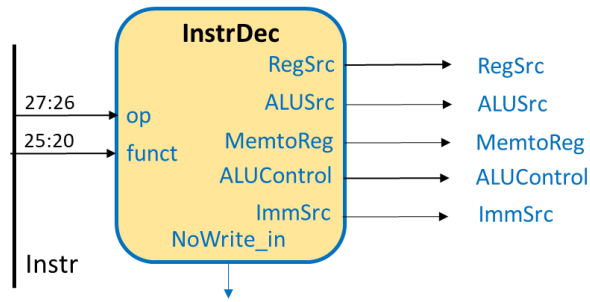 InstrDec
RegSrc RegSrc
27:26 op ALUSrc ALUSrc
25:20 funct MemtoReg MemtoReg
ALUControl ALUControl
ImmSrc ImmSrc
NoWrite_in
Instr